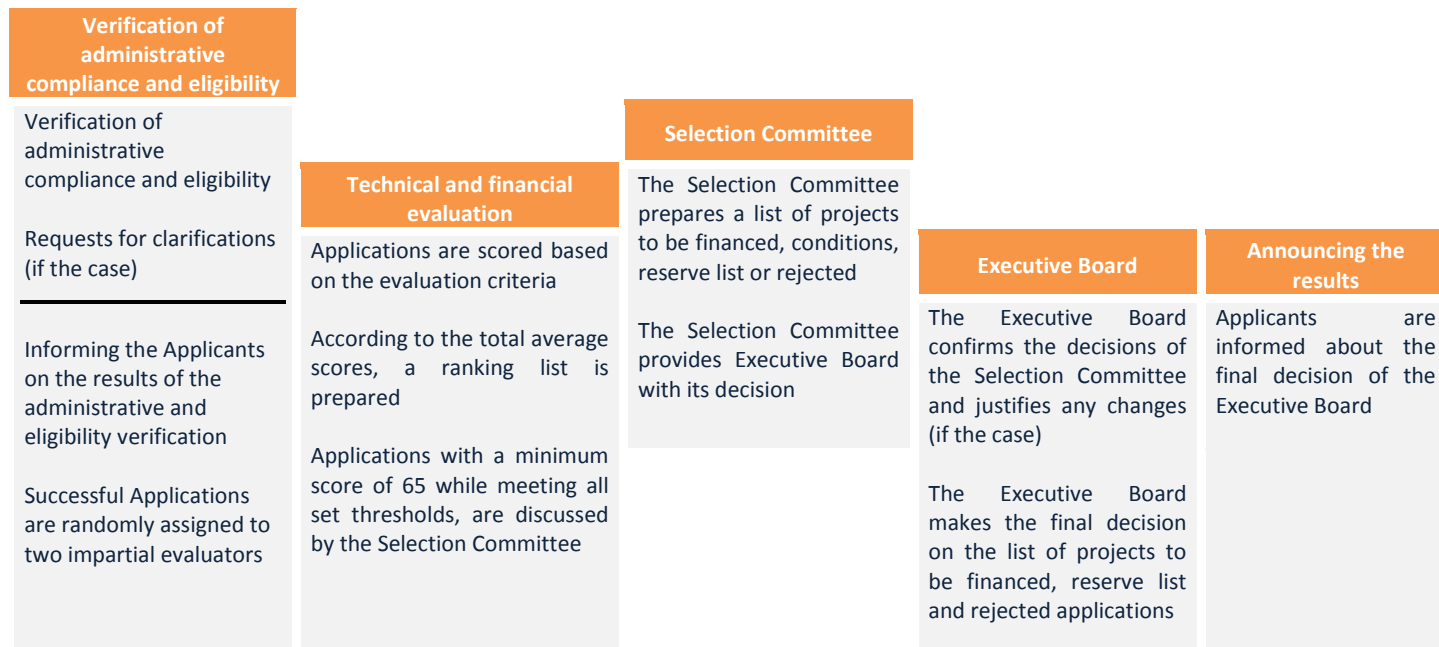 Verification of
administrative
compliance and eligibility
Verification of
administrative
compliance and eligibility
Requests for clarifications
(if the case)
Informing the Applicants
on the results of the
administrative and
eligibility verification
Successful Applications
are randomly assigned to
two impartial evaluators
Technical and financial
evaluation
Applications are scored based
on the evaluation criteria
According to the total average
scores, a ranking list is
prepared
Applications with a minimum
score of 65 while meeting all
set thresholds, are discussed
by the Selection Committee
Selection Committee
The Selection Committee
prepares a list of projects
to be financed, conditions,
reserve list or rejected
The Selection Committee
provides Executive Board
with its decision
Executive Board
The Executive Board
confirms the decisions of
the Selection Committee
and justifies any changes
(if the case)
The Executive Board
makes the final decision
on the list of projects to
be financed, reserve list
and rejected applications
Announcing the
results
Applicants are
informed about the
final decision of the
Executive Board